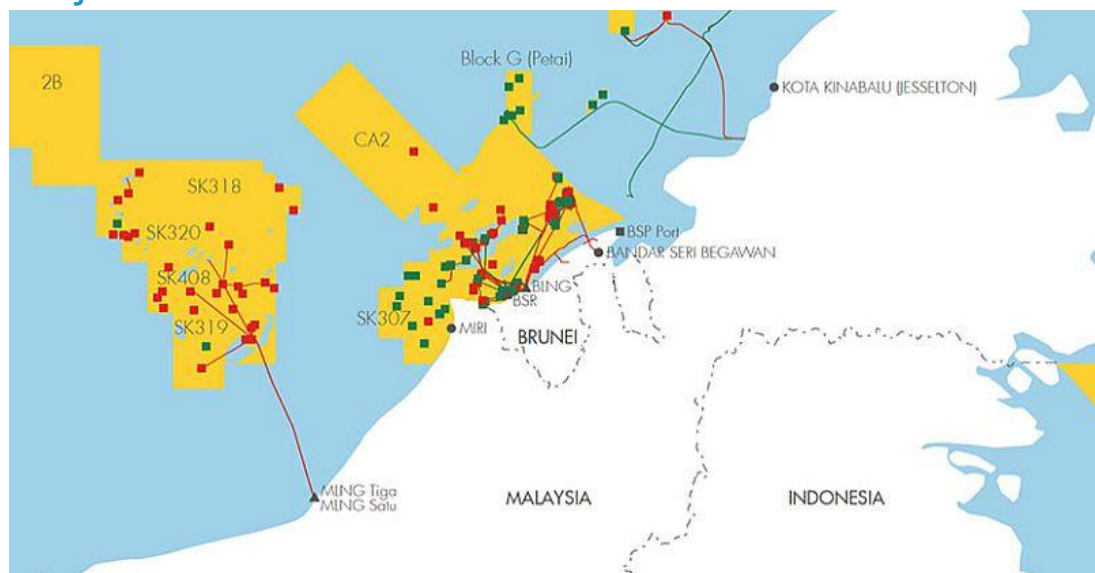 Block G (Petai)
2B
KOTA KINABALU (JESSELTON)
CA2
SK318
SK320
BSP Port
BANDAR SERI BEGAWAN
SK408
BLNG
BSR
SK307
SK319
MIRI
BRUNEI
MLNG Tiga
MLNG Satu
MALAYSIA
INDONESIA